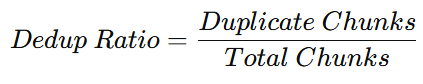 Dedup Ratio = Duplicate Chunks / Total Chunks